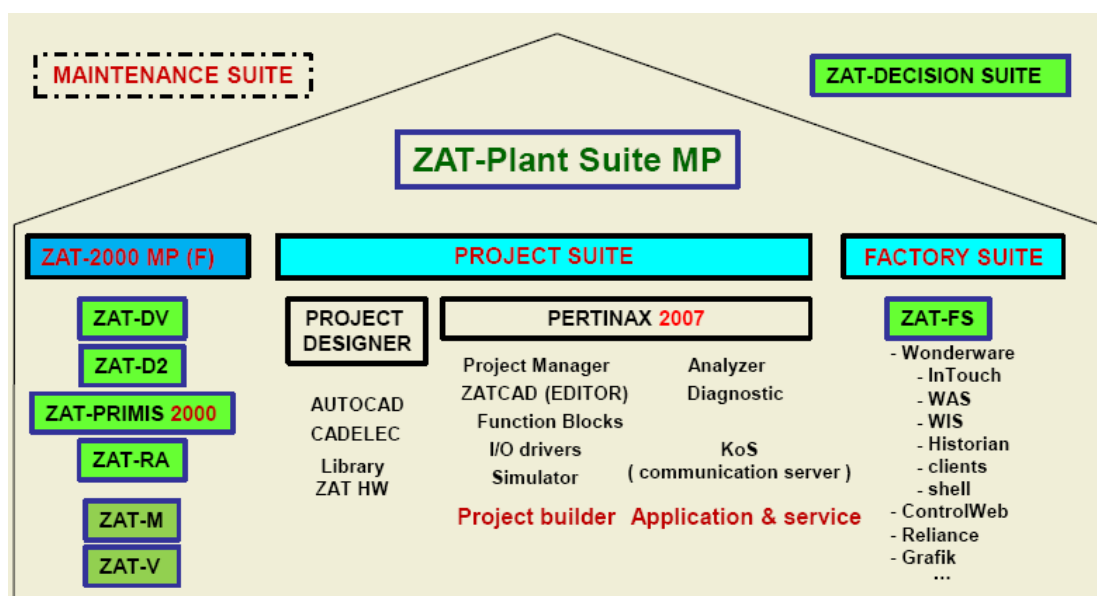 MAINTENANCE SUITE
ZAT-DECISION SUITE
ZAT-Plant Suite MP
ZAT-2000 MP (F)
PROJECT SUITE
FACTORY SUITE
ZAT-DV
ZAT-D2
ZAT-PRIMIS 2000
ZAT-RA
ZAT-M
ZAT-V
PROJECT
DESIGNER
AUTOCAD
CADELEC
Library
ZAT HW
PERTINAX 2007
Project Manager
ZATCAD (EDITOR)
Function Blocks
I/O drivers
Simulator
Project builder
Analyzer
Diagnostic
KoS
( communication server )
Application & service
ZAT-FS
- Wonderware
- InTouch
- WAS
- WIS
- Historian
- clients
- shell
- ControlWeb
- Reliance
- Grafik
...